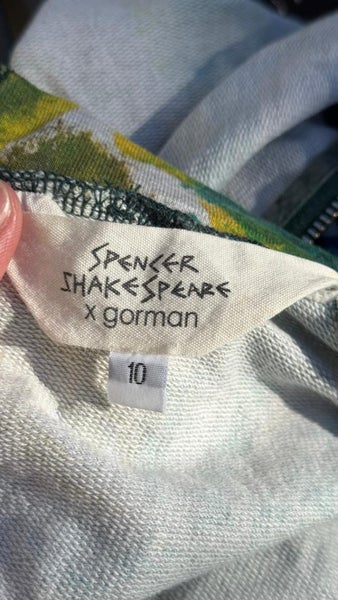 SPENCER
SHAKESPEARE
x gorman
10